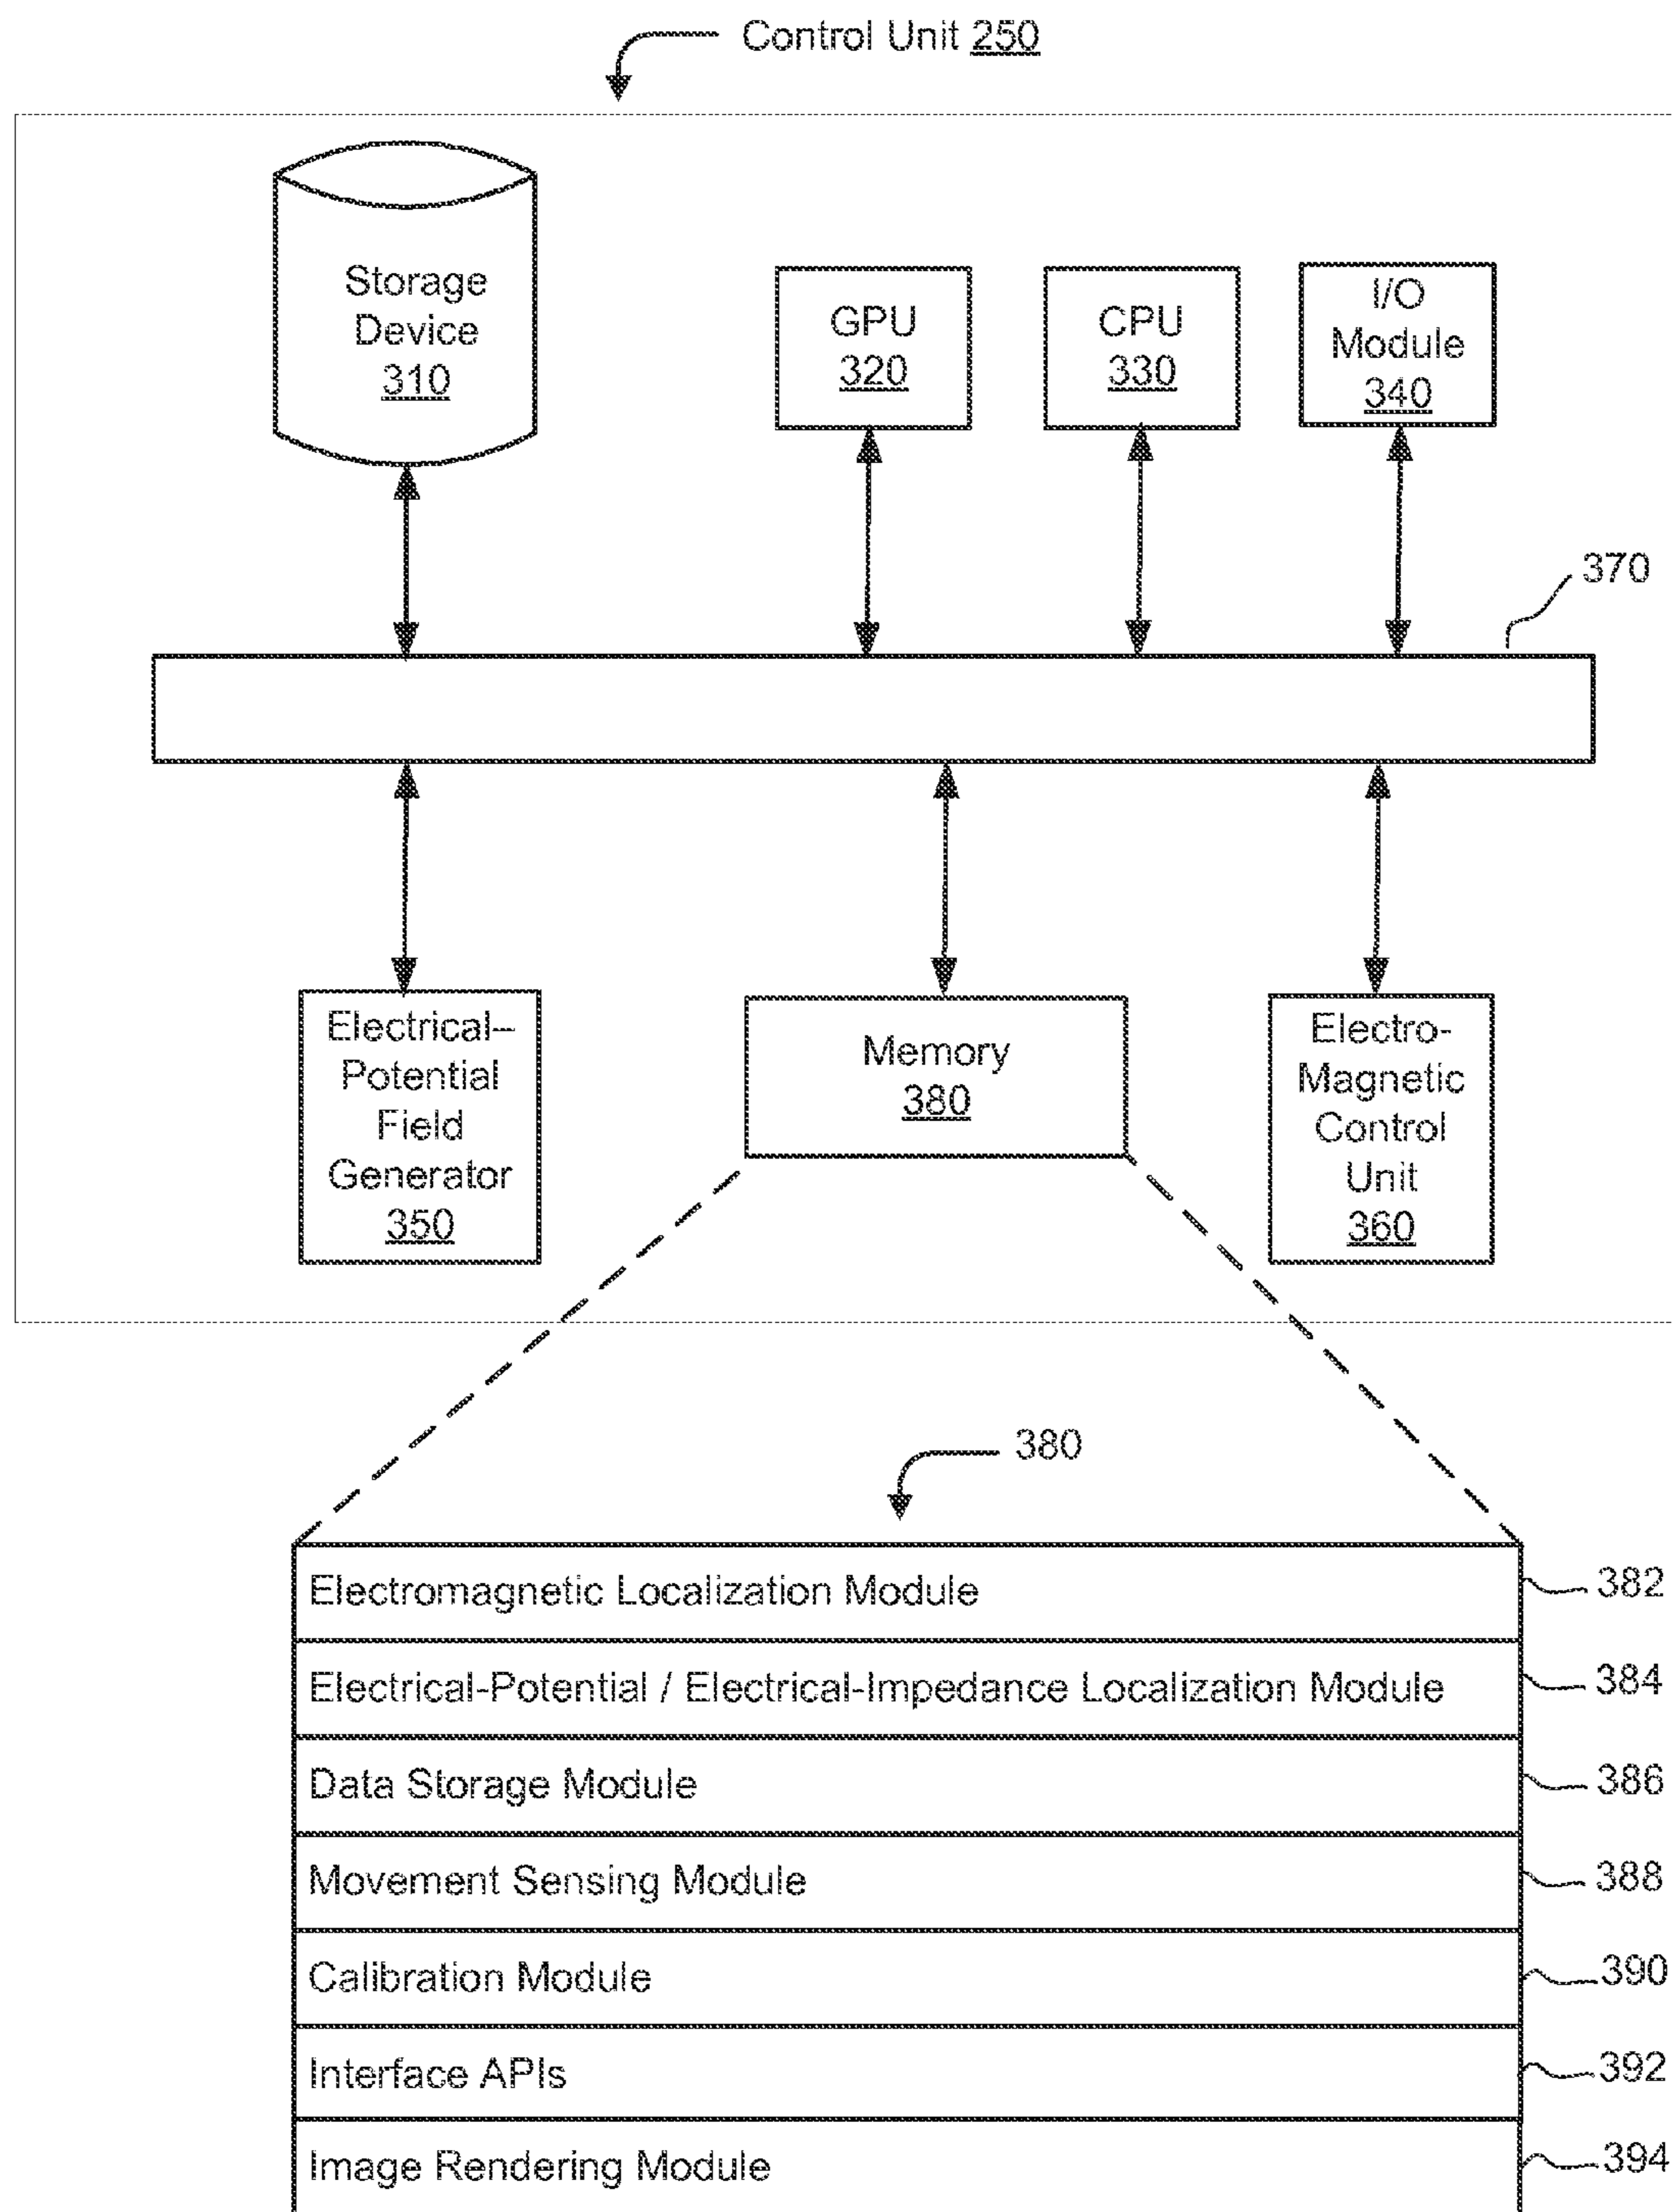 Control Unit 250
Storage
Device
310
GPU
320
CPU
330
I/O
Module
340
370
Electrical–
Potential
Field
Generator
350
Memory
380
Electro-
Magnetic
Control
Unit
360
380
Electromagnetic Localization Module
382
Electrical-Potential / Electrical-Impedance Localization Module
384
Data Storage Module
386
Movement Sensing Module
388
Calibration Module
390
Interface APIs
392
Image Rendering Module
394